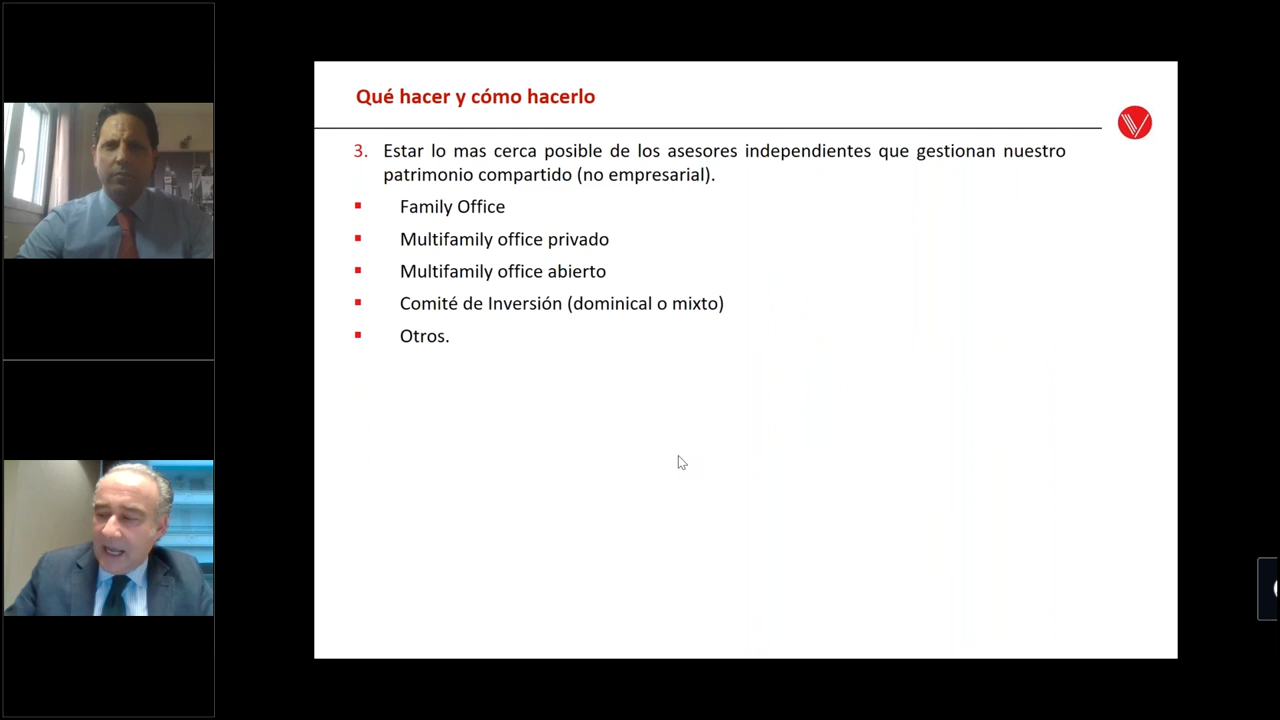 Qué hacer y cómo hacerlo
3. Estar lo mas cerca posible de los asesores independientes que gestionan nuestro
patrimonio compartido (no empresarial).
Family Office
Multifamily office privado
Multifamily office abierto
Comité de Inversión (dominical o mixto)
Otros.